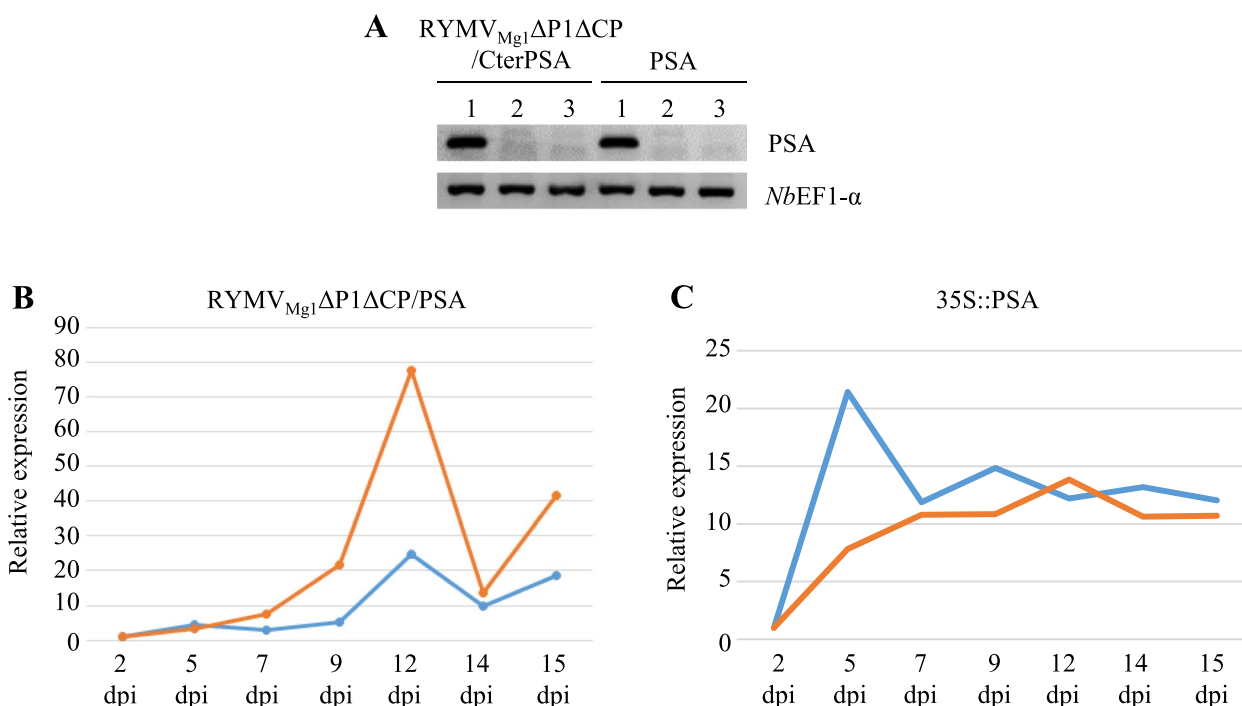 A
RYMVMg1ΔP1ΔCP
/CterPSA
PSA
1 2 3 1 2 3
PSA
NbEF1-α
B
RYMVMg1ΔP1ΔCP/PSA
Relative expression
90
80
70
60
50
40
30
20
10
0
2 5 7 9 12 14 15
dpi dpi dpi dpi dpi dpi dpi
C
35S::PSA
Relative expression
25
20
15
10
5
0
2 5 7 9 12 14 15
dpi dpi dpi dpi dpi dpi dpi